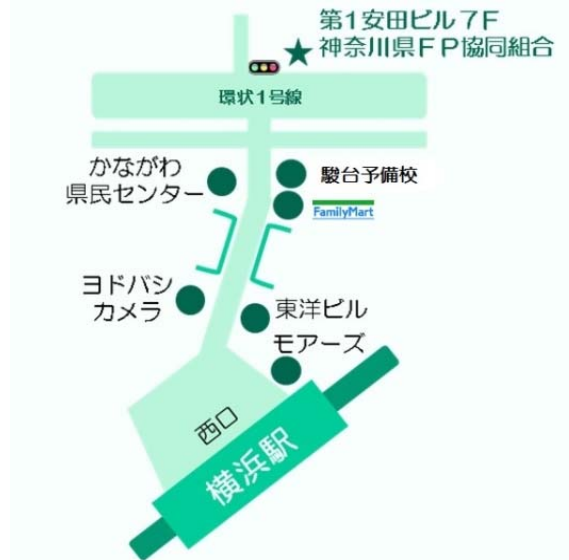 第1安田ビル7F
神奈川県FP協同組合
環状1号線
かながわ
県民センター
駿台予備校
FamilyMart
ヨドバシ
カメラ
東洋ビル
モアーズ
西口
横浜駅